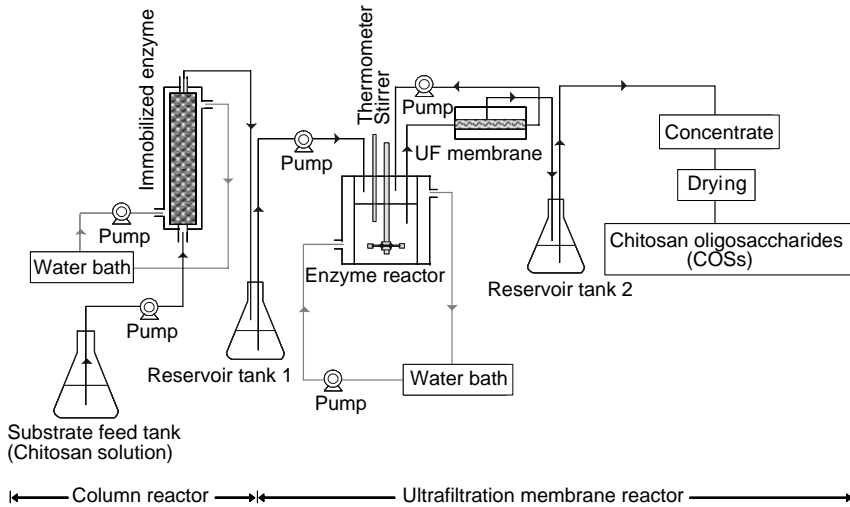 Immobilized enzyme
Thermometer
Stirrer
Pump
UF membrane
Pump
Concentrate
Drying
Chitosan oligosaccharides
(COSs)
Pump
Water bath
Enzyme reactor
Reservoir tank 2
Pump
Reservoir tank 1
Water bath
Pump
Substrate feed tank
(Chitosan solution)
Column reactor
Ultrafiltration membrane reactor